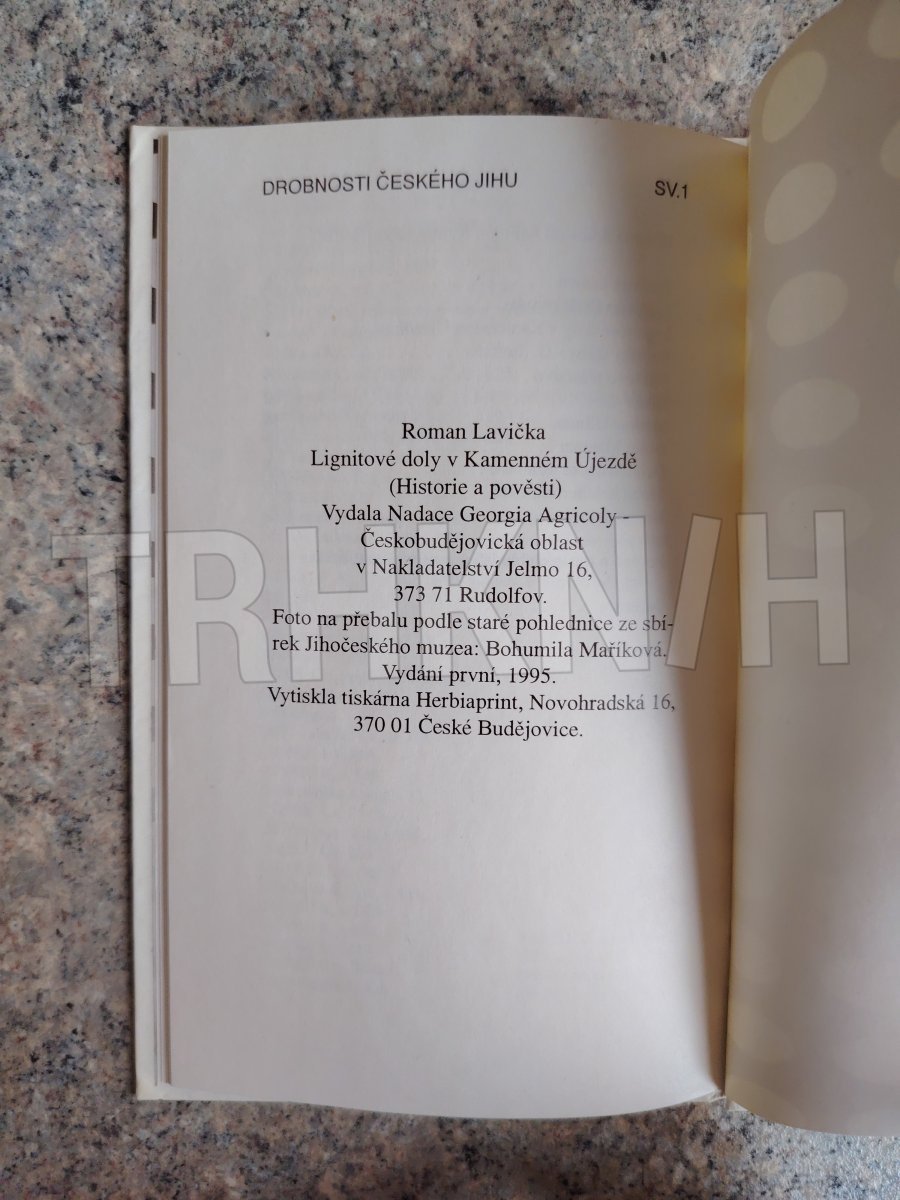 DROBNOSTI ČESKÉHO JIHU SV.1
Roman Lavička
Lignitové doly v Kamenném Újezdě
(Historie a pověsti)
Vydala Nadace Georgia Agricoly -
Českobudějovická oblast
v Nakladatelství Jelmo 16,
373 71 Rudolfov.
Foto na přebalu podle staré pohlednice ze sbí-
rek Jihočeského muzea: Bohumila Maříková.
Vydání první, 1995.
Vytiskla tiskárna Herbiaprint, Novohradská 16,
370 01 České Budějovice.
TRHKNIH